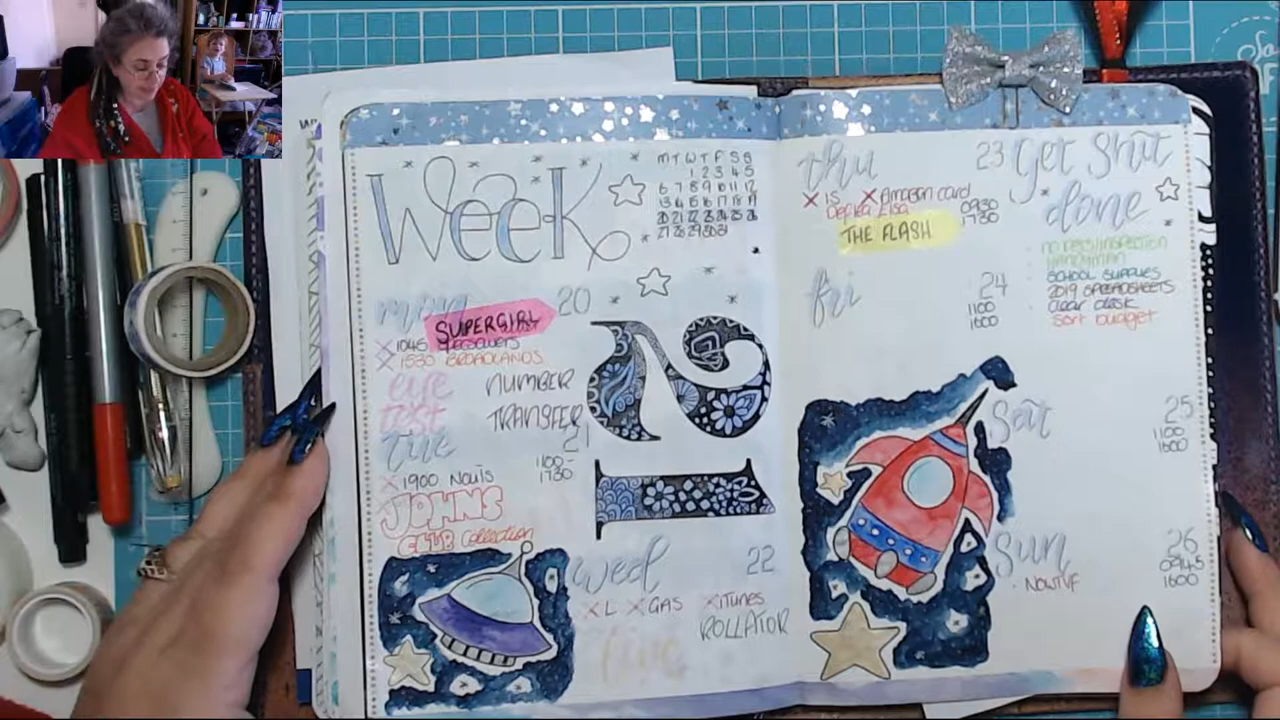 Week
M T W T F S S
1 2 3 4 5
6 7 8 9 10 11 12
13 14 15 16 17 18 19
20 21 22 23 24 25 26
27 28 29 30 31
mon 20
SUPERGIRL
x 1045
x 1530 BROADLANDS
eye NUMBER
test TRANSFER
tue 21
1100-
x 1900 1730
JOHNS
CLUB Collection
21
wed 22
x L x GAS x iTUNES
ROLLATOR
thu 23
x IS x Amazon card
0930
1730
THE FLASH
fri 24
1100
1600
Get Shit
done
SCHOOL SUPPLIES
2019 SPREADSHEETS
clear desk
sort budget
Sat 25
1100
1600
Sun 26
0945
1600